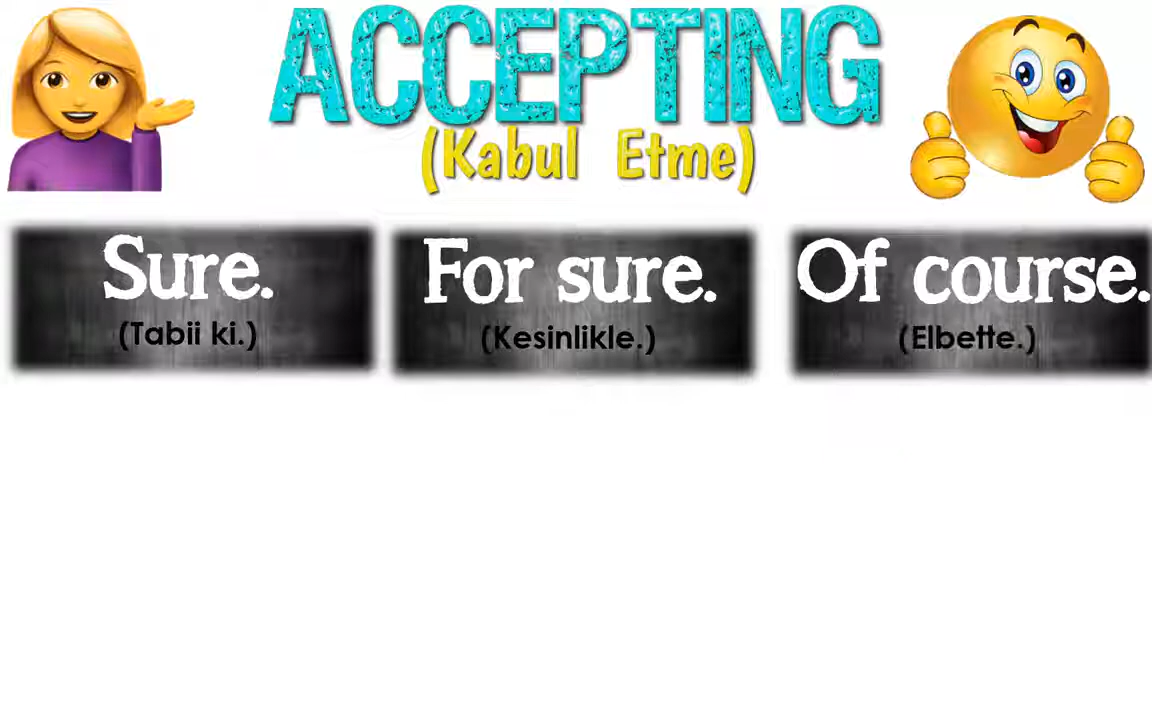 ACCEPTING
(Kabul Etme)
Sure.
(Tabii ki.)
For sure.
(Kesinlikle.)
Of course.
(Elbette.)